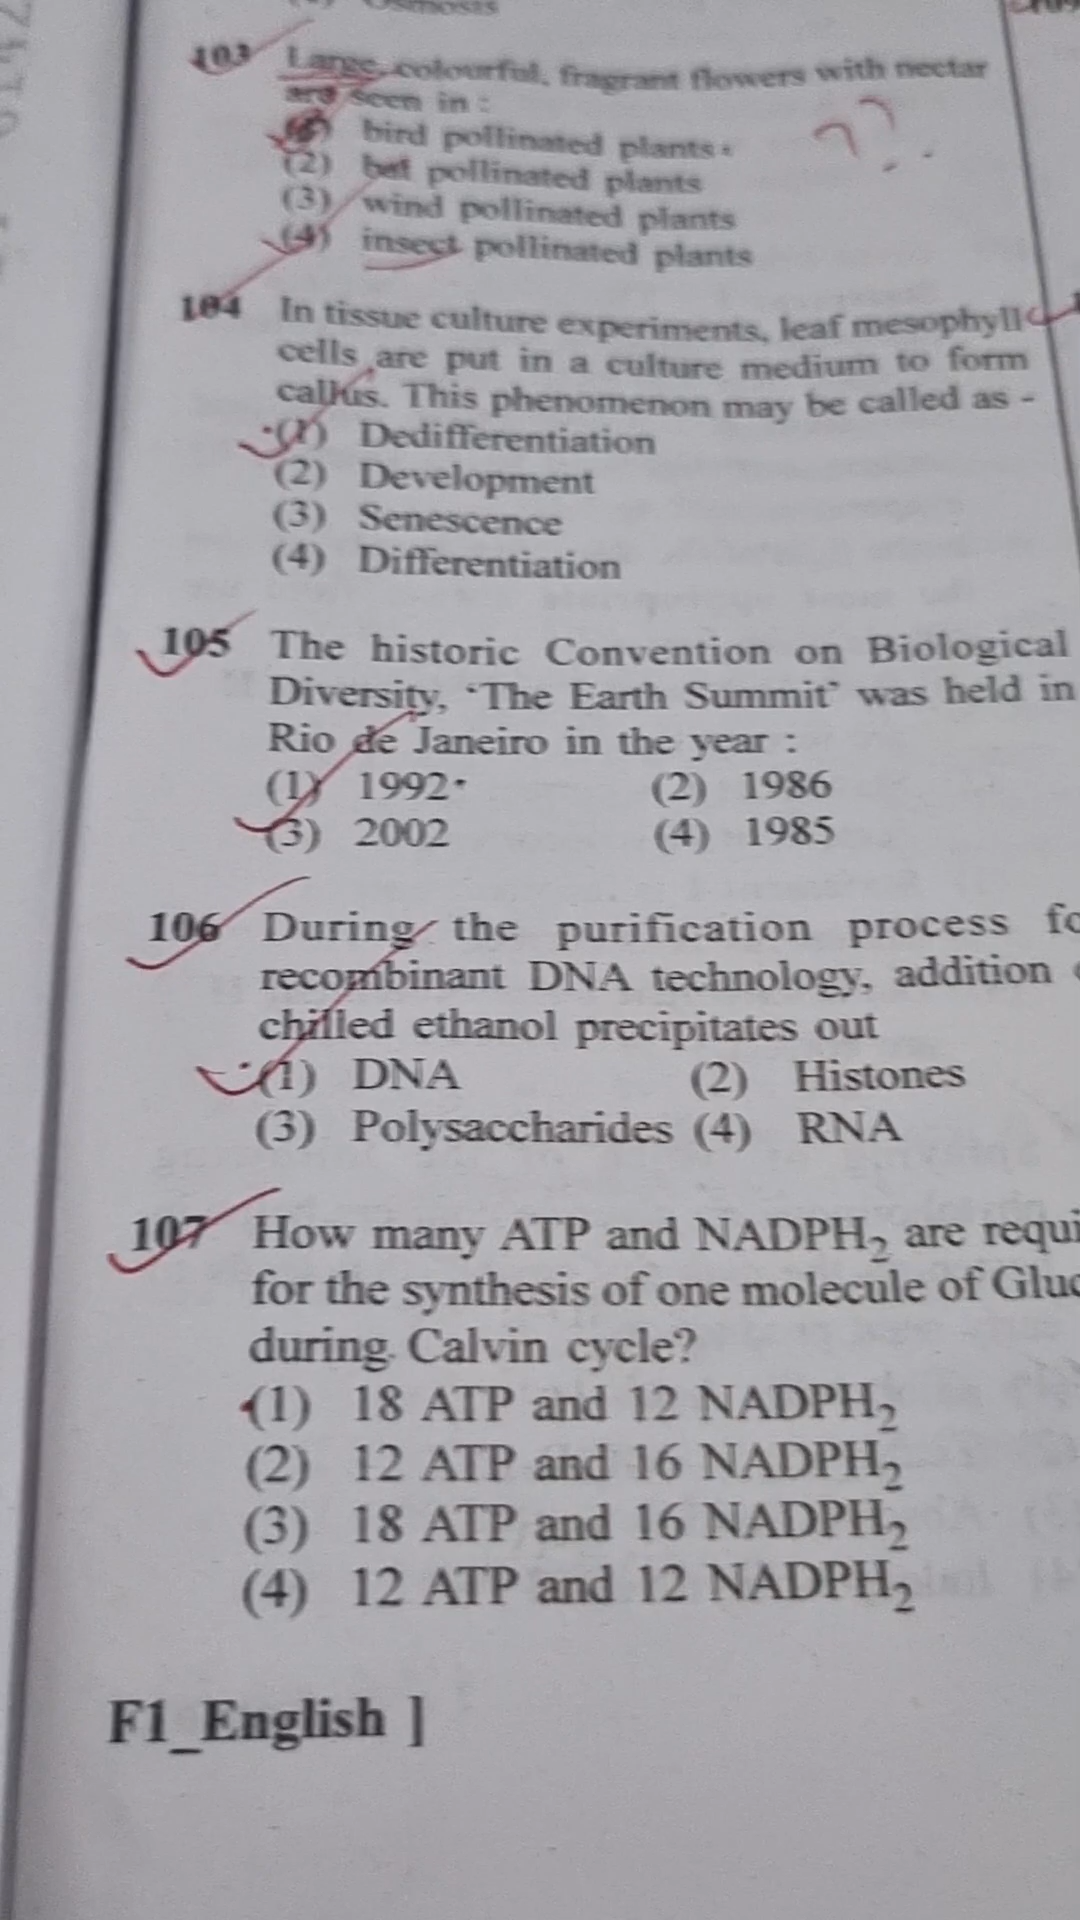 Osmosis
103 Large, colourful, fragrant flowers with nectar
are seen in :
bird pollinated plants
(2) bat pollinated plants
(3) wind pollinated plants
(4) insect pollinated plants
??
104 In tissue culture experiments, leaf mesophyll
cells are put in a culture medium to form
callus. This phenomenon may be called as -
(1) Dedifferentiation
(2) Development
(3) Senescence
(4) Differentiation
105 The historic Convention on Biological
Diversity, ‘The Earth Summit’ was held in
Rio de Janeiro in the year :
(1) 1992 (2) 1986
(3) 2002 (4) 1985
106 During the purification process fo
recombinant DNA technology, addition
chilled ethanol precipitates out
(1) DNA (2) Histones
(3) Polysaccharides (4) RNA
107 How many ATP and NADPH₂ are requi
for the synthesis of one molecule of Gluc
during Calvin cycle?
(1) 18 ATP and 12 NADPH₂
(2) 12 ATP and 16 NADPH₂
(3) 18 ATP and 16 NADPH₂
(4) 12 ATP and 12 NADPH₂
F1_English ]